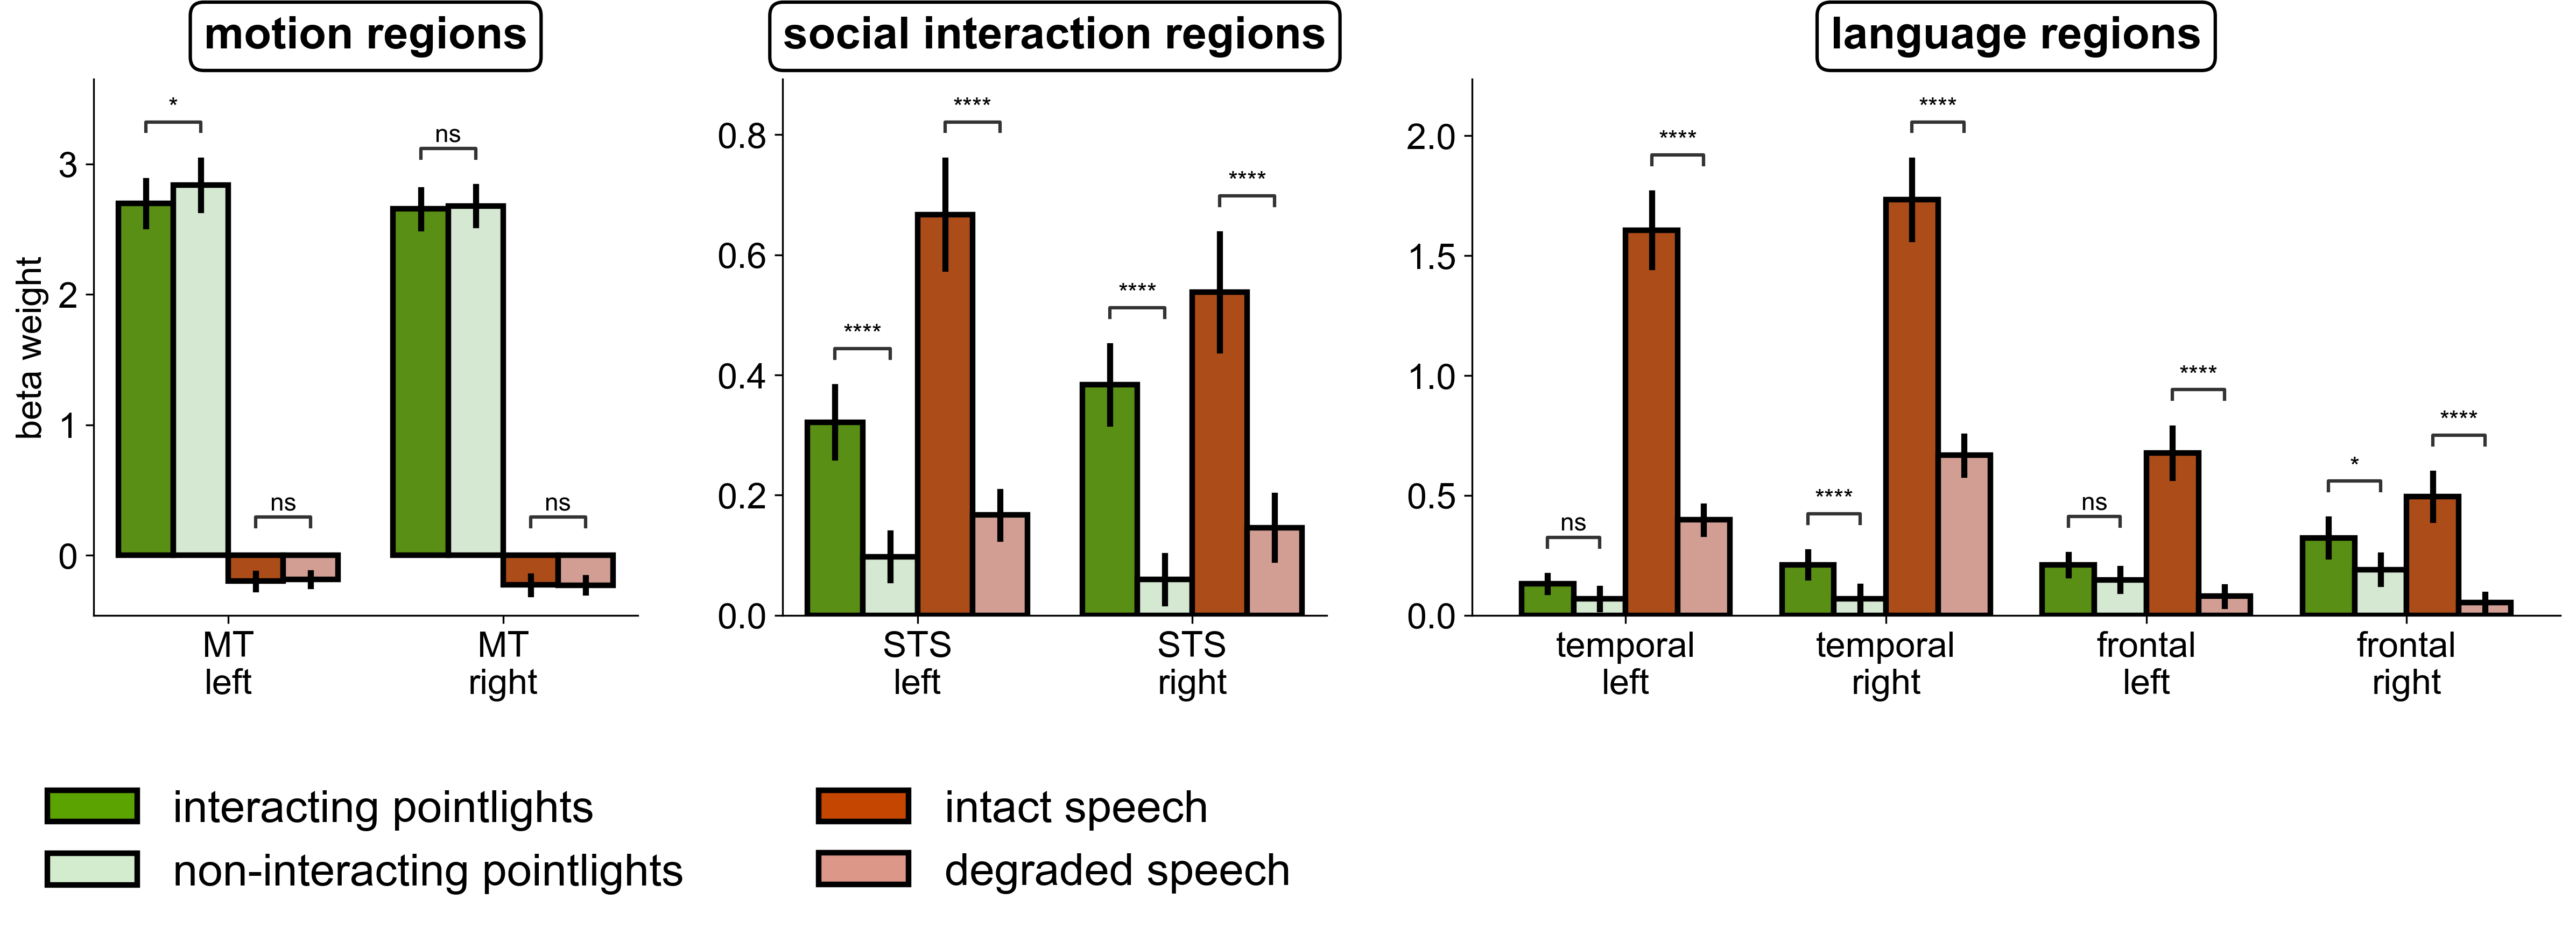 motion regions
social interaction regions
language regions
beta weight
3
2
1
0
*
ns
ns
ns
MT
left
MT
right
0.8
0.6
0.4
0.2
0.0
****
****
****
****
STS
left
STS
right
2.0
1.5
1.0
0.5
0.0
ns
****
****
****
ns
****
*
****
temporal
left
temporal
right
frontal
left
frontal
right
interacting pointlights
non-interacting pointlights
intact speech
degraded speech